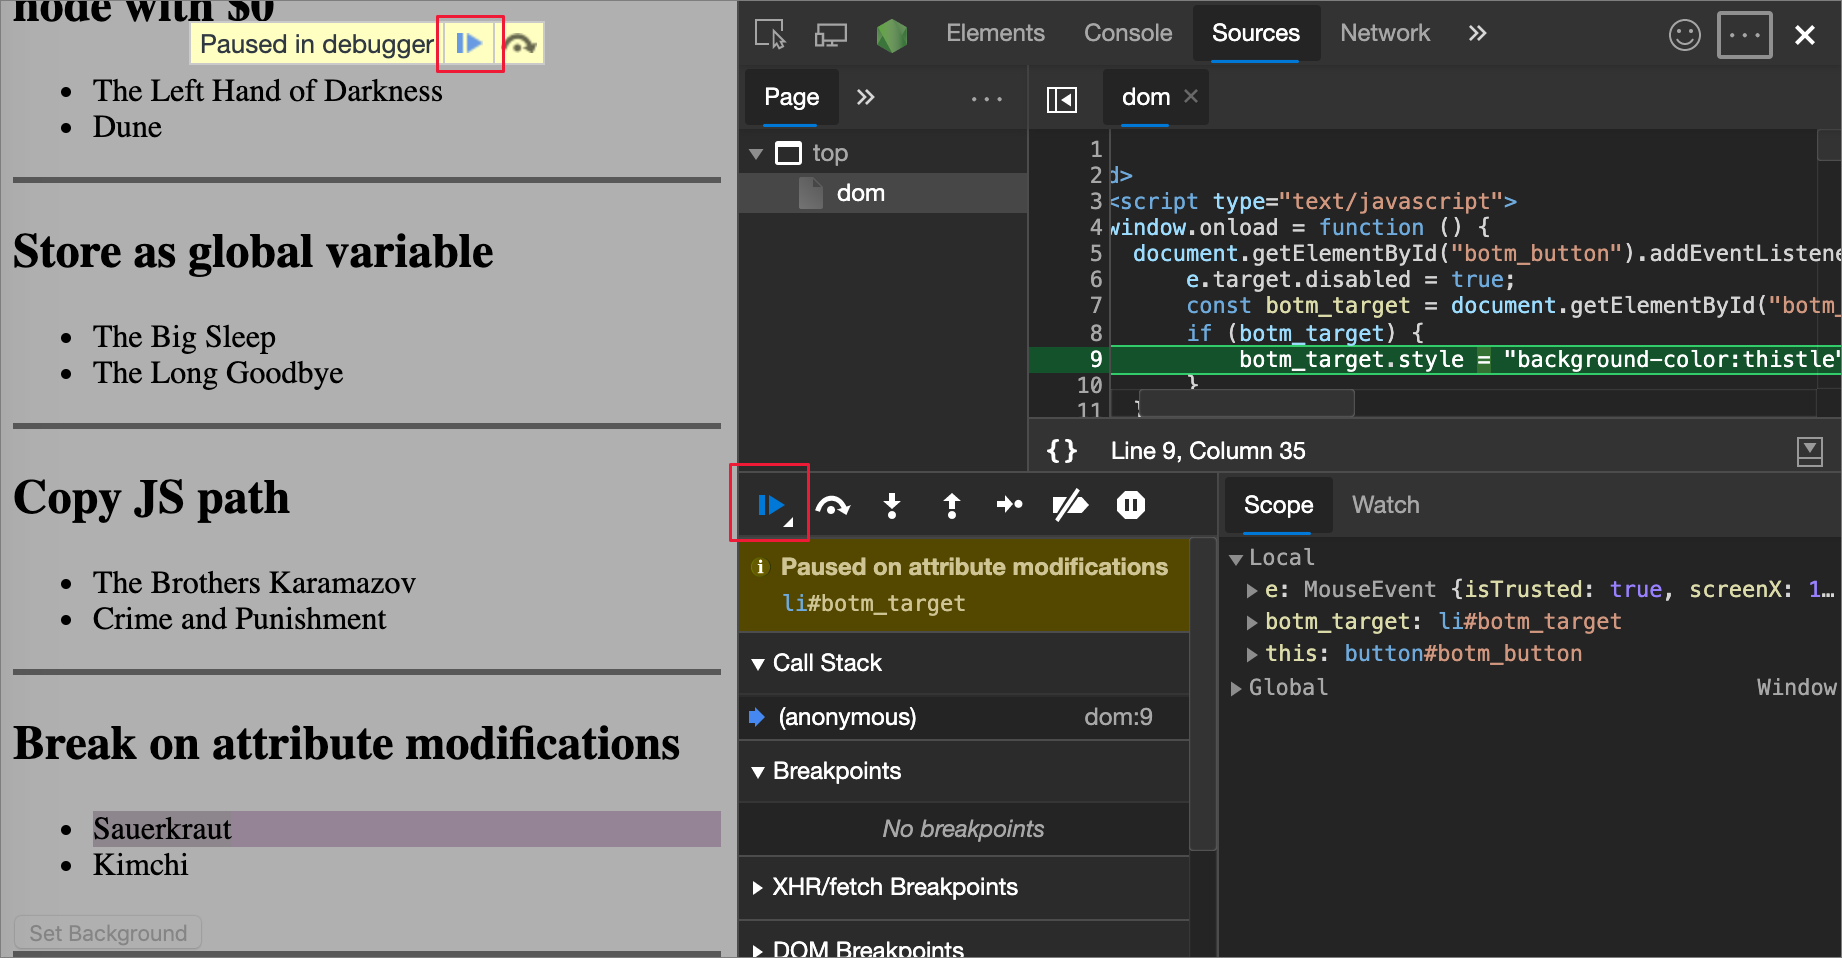 node with $0
Paused in debugger
The Left Hand of Darkness
Dune
Store as global variable
The Big Sleep
The Long Goodbye
Copy JS path
The Brothers Karamazov
Crime and Punishment
Break on attribute modifications
Sauerkraut
Kimchi
Set Background
Elements Console Sources Network »
Page » ...
dom ×
top
dom
1
2 d>
3 <script type="text/javascript">
4 window.onload = function () {
5 document.getElementById("botm_button").addEventListene
6 e.target.disabled = true;
7 const botm_target = document.getElementById("botm_
8 if (botm_target) {
9 botm_target.style = "background-color:thistle"
10 }
11 }
{} Line 9, Column 35
Paused on attribute modifications
li#botm_target
Call Stack
(anonymous) dom:9
Breakpoints
No breakpoints
XHR/fetch Breakpoints
DOM Breakpoints
Scope Watch
Local
e: MouseEvent {isTrusted: true, screenX: 1…
botm_target: li#botm_target
this: button#botm_button
Global Window